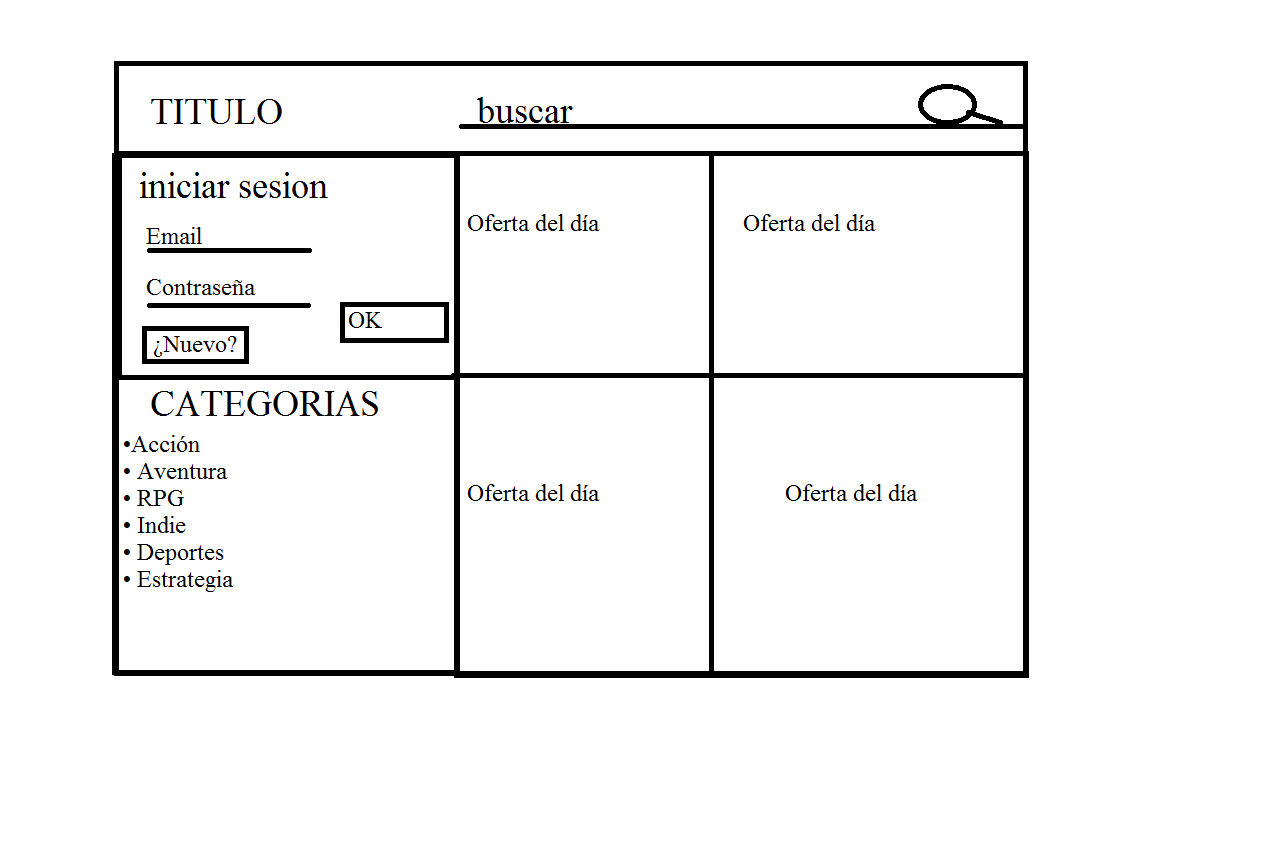 TITULO
buscar
iniciar sesion
Email
Contraseña
¿Nuevo?
OK
Oferta del día
Oferta del día
CATEGORIAS
•Acción
• Aventura
• RPG
• Indie
• Deportes
• Estrategia
Oferta del día
Oferta del día